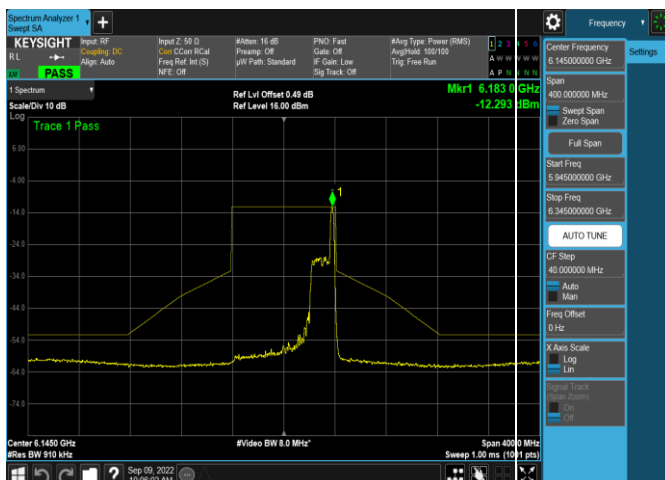 Spectrum Analyzer 1
Swept SA
+
Frequency
KEYSIGHT
RL
PASS
Input: RF
Coupling: DC
Align: Auto
Input Z: 50 Ω
Corr CCorr RCal
Freq Ref: Int (S)
NFE: Off
#Atten: 16 dB
Preamp: Off
µW Path: Standard
PNO: Fast
Gate: Off
IF Gain: Low
Sig Track: Off
#Avg Type: Power (RMS)
Avg|Hold: 100/100
Trig: Free Run
1 2 3 4 5 6
A W W W W W
A P N N N N
1 Spectrum
Scale/Div 10 dB
Log
Ref Lvl Offset 0.49 dB
Ref Level 16.00 dBm
Mkr1 6.183 0 GHz
-12.293 dBm
Trace 1 Pass
1
6.00
-4.00
-14.0
-24.0
-34.0
-44.0
-54.0
-64.0
-74.0
Center 6.1450 GHz
#Res BW 910 kHz
#Video BW 8.0 MHz*
Span 400.0 MHz
Sweep 1.00 ms (1001 pts)
Sep 09, 2022
Center Frequency
6.145000000 GHz
Settings
Span
400.000000 MHz
Swept Span
Zero Span
Full Span
Start Freq
5.945000000 GHz
Stop Freq
6.345000000 GHz
AUTO TUNE
CF Step
40.000000 MHz
Auto
Man
Freq Offset
0 Hz
X Axis Scale
Log
Lin
Signal Track
(Span Zoom)
On
Off